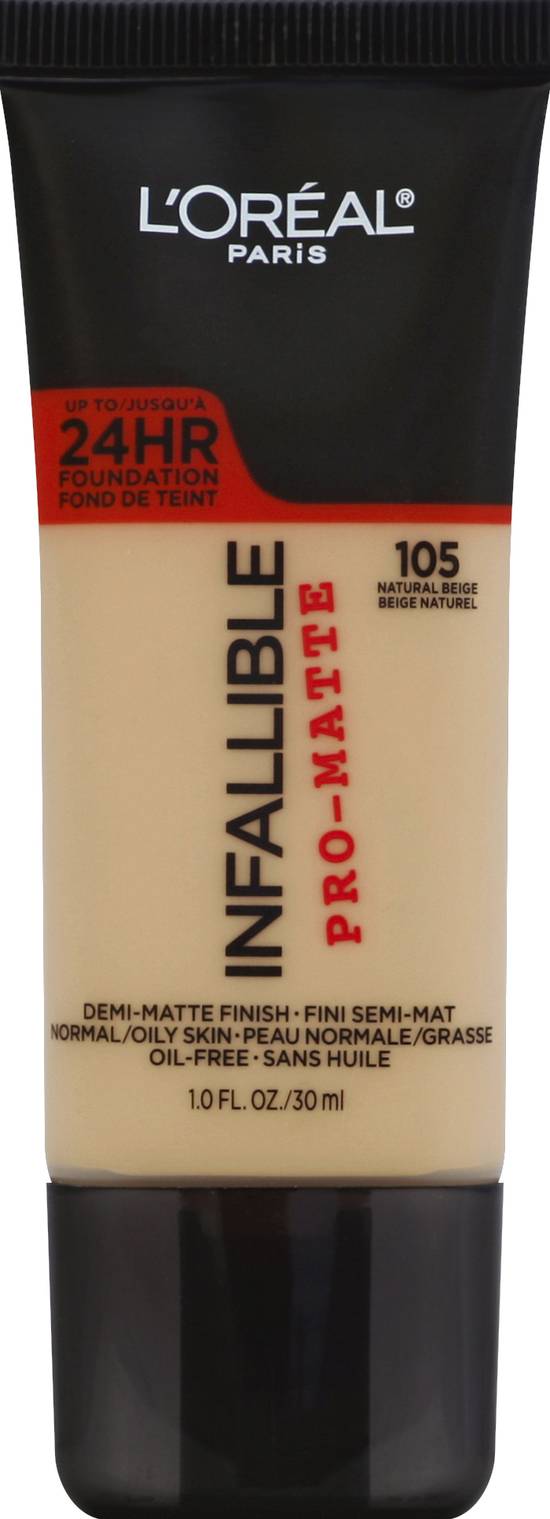 L'ORÉAL®
PARiS
UP TO/JUSQU'À
24HR
FOUNDATION
FOND DE TEINT
105
NATURAL BEIGE
BEIGE NATUREL
INFALLIBLE
PRO-MATTE
DEMI-MATTE FINISH · FINI SEMI-MAT
NORMAL/OILY SKIN · PEAU NORMALE/GRASSE
OIL-FREE · SANS HUILE
1.0 FL. OZ./30 ml